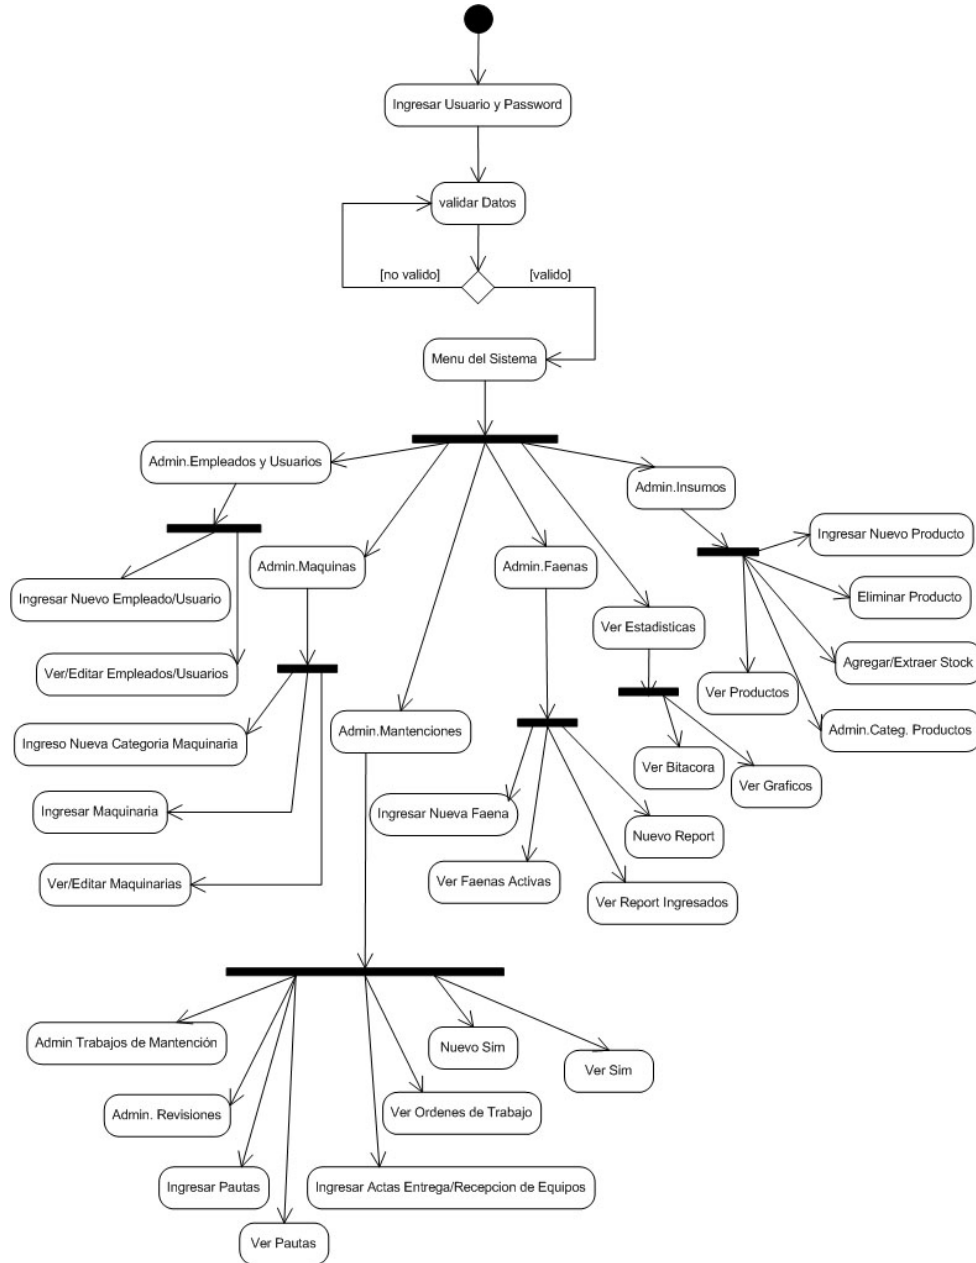 Ingresar Usuario y Password
validar Datos
[no valido]
[valido]
Menu del Sistema
Admin.Empleados y Usuarios
Admin.Insumos
Ingresar Nuevo Producto
Admin.Maquinas
Admin.Faenas
Ingresar Nuevo Empleado/Usuario
Eliminar Producto
Ver Estadisticas
Ver/Editar Empleados/Usuarios
Agregar/Extraer Stock
Ver Productos
Admin.Mantenciones
Admin.Categ. Productos
Ingreso Nueva Categoria Maquinaria
Ver Bitacora
Ver Graficos
Ingresar Maquinaria
Ingresar Nueva Faena
Nuevo Report
Ver/Editar Maquinarias
Ver Faenas Activas
Ver Report Ingresados
Admin Trabajos de Mantención
Nuevo Sim
Ver Sim
Admin. Revisiones
Ver Ordenes de Trabajo
Ingresar Pautas
Ingresar Actas Entrega/Recepcion de Equipos
Ver Pautas